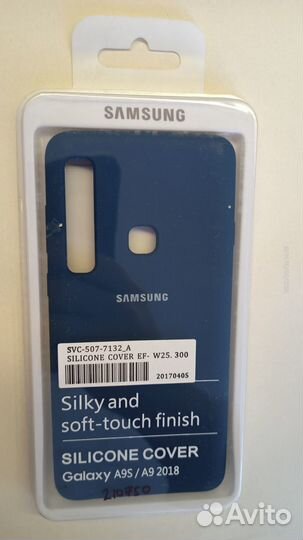 SAMSUNG
SAMSUNG
SVC-507-7132_A
SILICONE COVER EF- W25. 300
2017040S
Silky and
soft-touch finish
SILICONE COVER
Galaxy A9S / A9 2018
210750
Avito